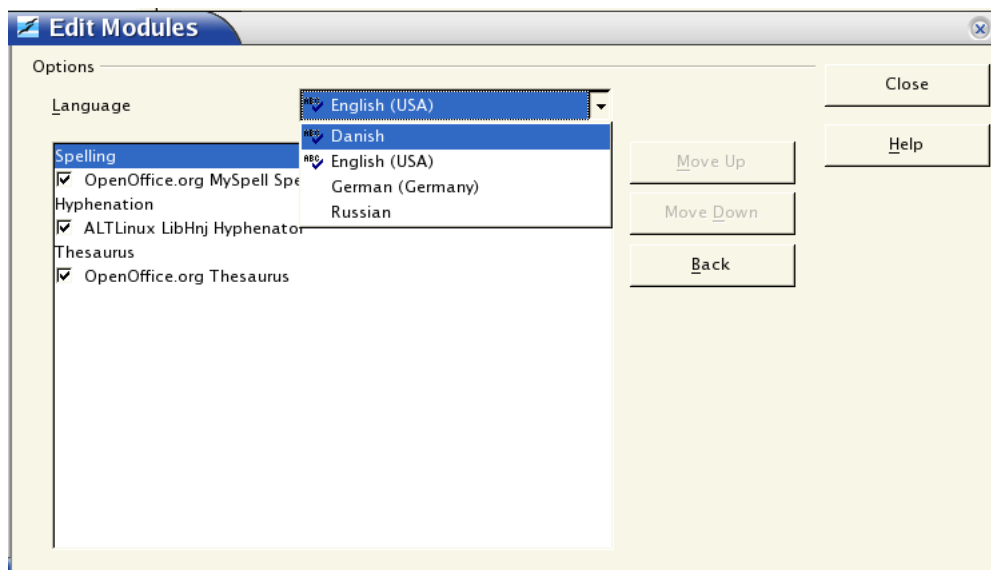 Edit Modules
Options
Close
Language
English (USA)
Danish
Help
Spelling
English (USA)
Move Up
OpenOffice.org MySpell Spe
German (Germany)
Hyphenation
Russian
Move Down
ALTLinux LibHnj Hyphenator
Thesaurus
Back
OpenOffice.org Thesaurus